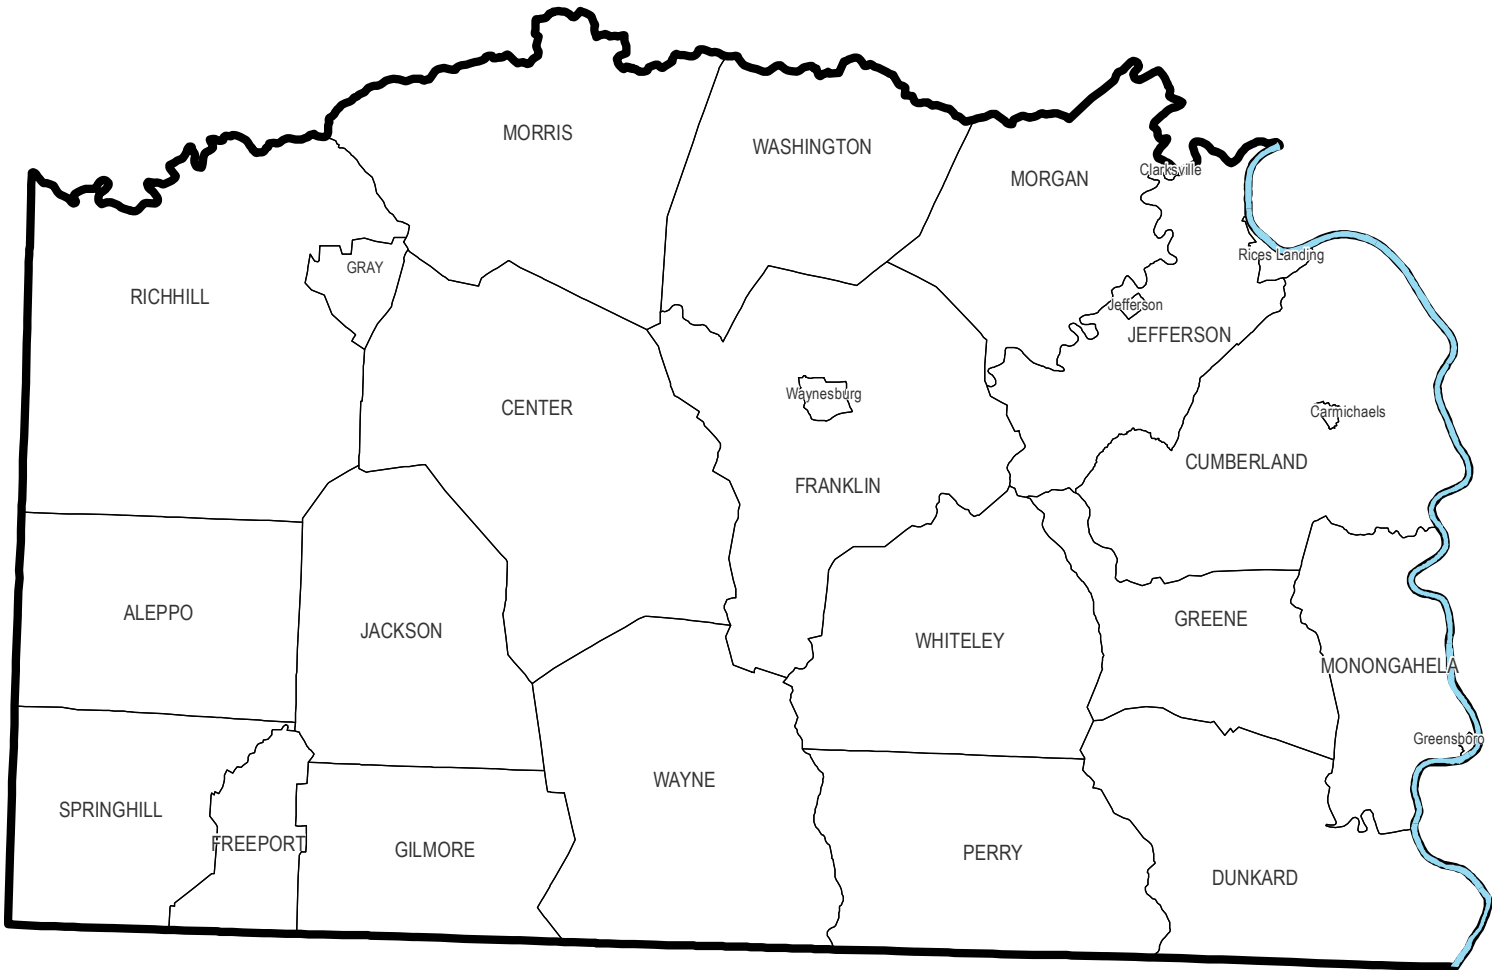 MORRIS
WASHINGTON
Clarksville
MORGAN
Rices Landing
GRAY
RICHHILL
Jefferson
JEFFERSON
Waynesburg
CENTER
Carmichaels
CUMBERLAND
FRANKLIN
ALEPPO
GREENE
JACKSON
WHITELEY
MONONGAHELA
Greensboro
WAYNE
SPRINGHILL
FREEPORT
GILMORE
PERRY
DUNKARD